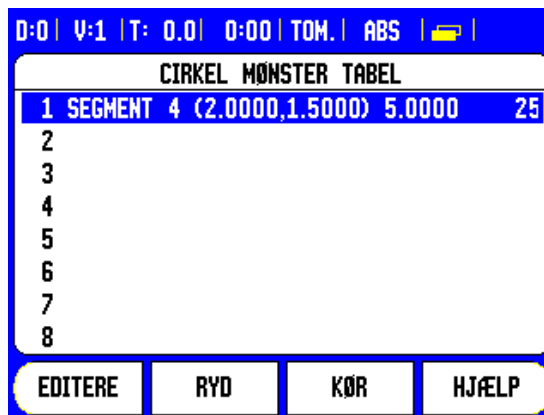 D:0| V:1 |T: 0.0| 0:00| TOM.| ABS | |
CIRKEL MØNSTER TABEL
1 SEGMENT 4 (2.0000,1.5000) 5.0000 25
2
3
4
5
6
7
8
EDITERE RYD KØR HJÆLP